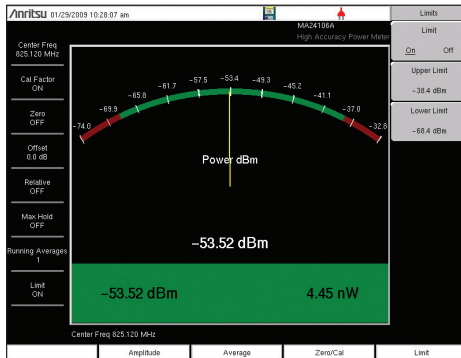 Anritsu 01/29/2009 10:28:07 am
MA24106A
High Accuracy Power Meter
Center Freq
825.120 MHz
Cal Factor
ON
Zero
OFF
Offset
0.0 dB
Relative
OFF
Max Hold
OFF
Running Averages
1
Limit
ON
-74.0
-69.9
-65.8
-61.7
-57.5
-53.4
-49.3
-45.2
-41.1
-37.0
-32.8
Power dBm
-53.52 dBm
-53.52 dBm 4.45 nW
Center Freq 825.120 MHz
Limits
Limit
On Off
Upper Limit
-38.4 dBm
Lower Limit
-68.4 dBm
Amplitude Average Zero/Cal Limit